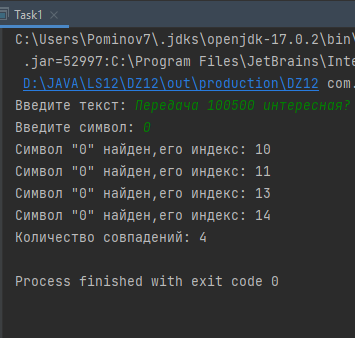 Task1
C:\Users\Pominov7\.jdks\openjdk-17.0.2\bin\
.jar=52997:C:\Program Files\JetBrains\Inte
D:\JAVA\LS12\DZ12\out\production\DZ12 com.
Введите текст: Передача 100500 интересная?
Введите символ: 0
Символ "0" найден,его индекс: 10
Символ "0" найден,его индекс: 11
Символ "0" найден,его индекс: 13
Символ "0" найден,его индекс: 14
Количество совпадений: 4
Process finished with exit code 0